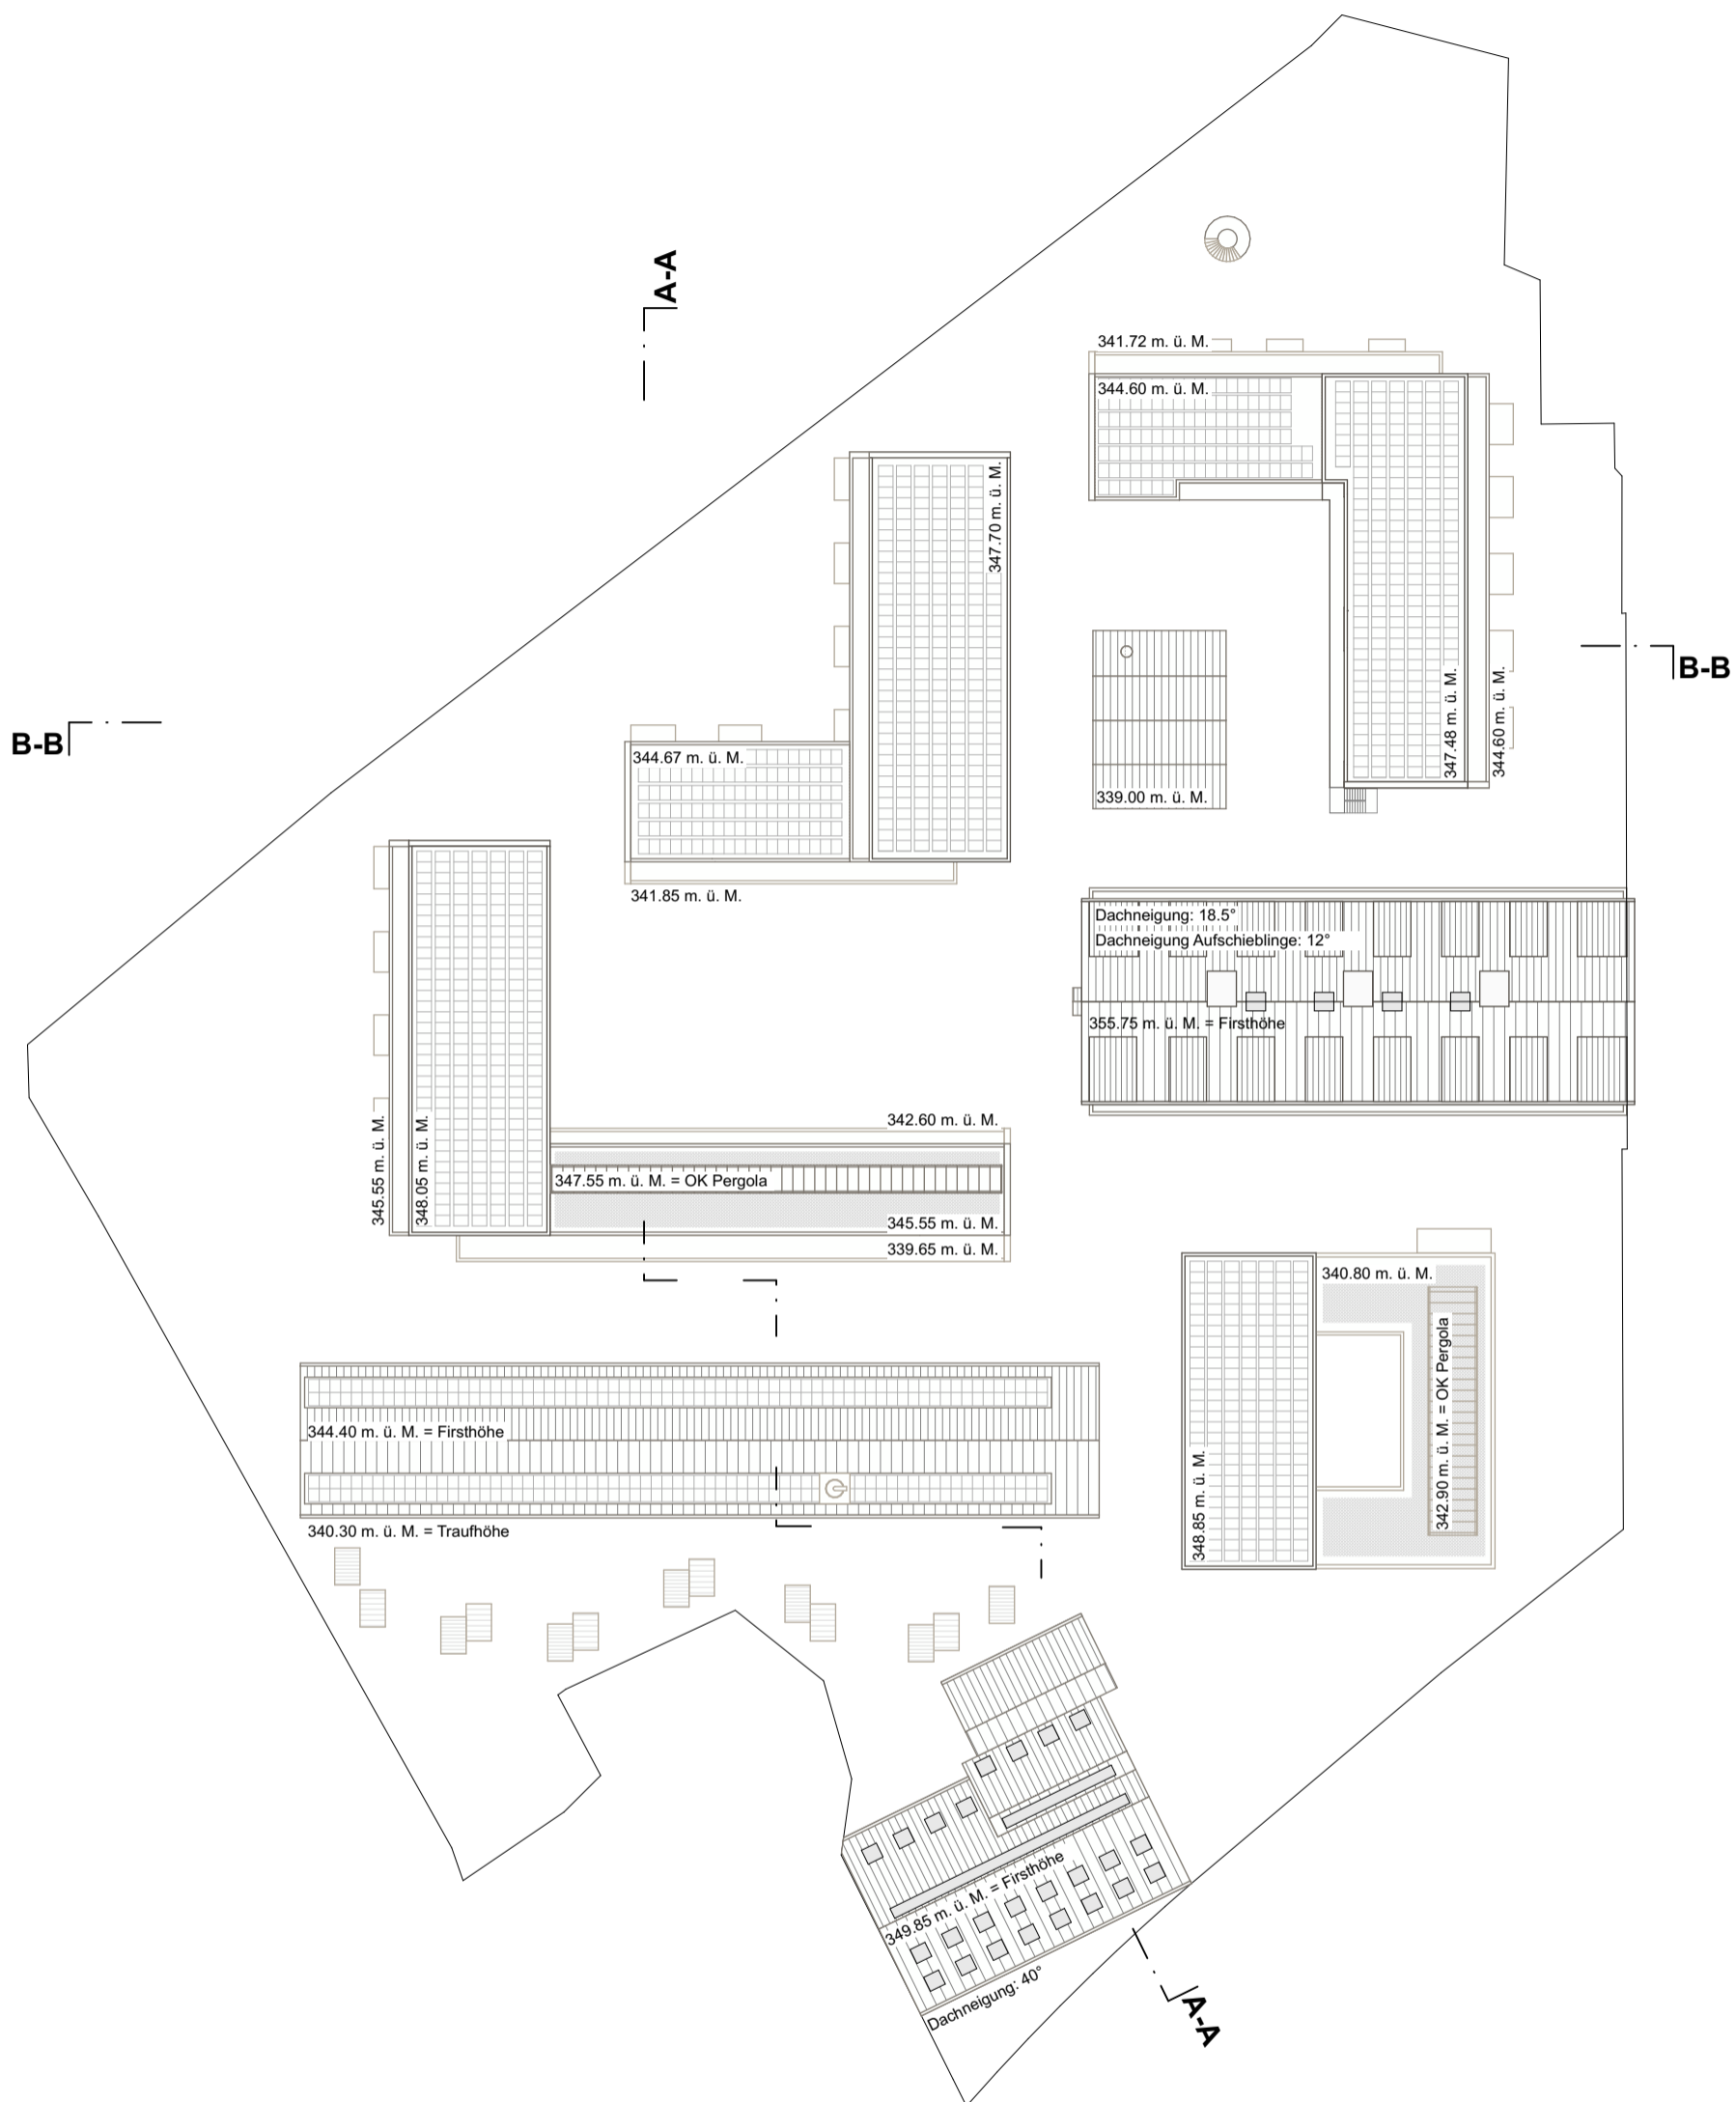 A-A
341.72 m. ü. M.
344.60 m. ü. M.
347.70 m. ü. M.
B-B
347.48 m. ü. M.
344.60 m. ü. M.
B-B
344.67 m. ü. M.
339.00 m. ü. M.
341.85 m. ü. M.
Dachneigung: 18.5°
Dachneigung Aufschieblinge: 12°
355.75 m. ü. M. = Firsthöhe
345.55 m. ü. M.
348.05 m. ü. M.
342.60 m. ü. M.
347.55 m. ü. M. = OK Pergola
345.55 m. ü. M.
339.65 m. ü. M.
340.80 m. ü. M.
342.90 m. ü. M. = OK Pergola
348.85 m. ü. M.
344.40 m. ü. M. = Firsthöhe
340.30 m. ü. M. = Traufhöhe
349.85 m. ü. M. = Firsthöhe
Dachneigung: 40°
A-A